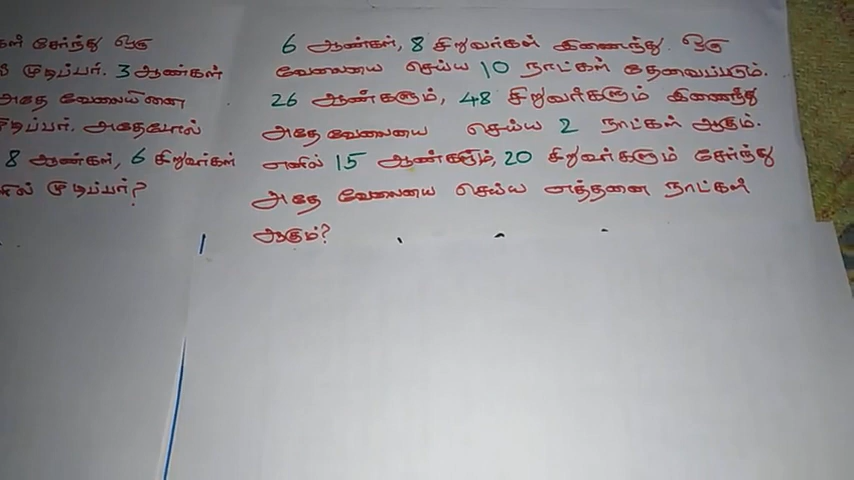 சேர்ந்து ஒரு
முடிப்பர். 3 ஆண்கள்
அதே வேலையினை
அதேபோல்
8 ஆண்கள், 6 சிறுவர்கள்
முடிப்பர்?
6 ஆண்கள், 8 சிறுவர்கள் இணைந்து ஒரு
வேலையை செய்ய 10 நாட்கள் தேவைப்படும்.
26 ஆண்களும், 48 சிறுவர்களும் இணைந்து
அதே வேலையை செய்ய 2 நாட்கள் ஆகும்.
எனில் 15 ஆண்களும், 20 சிறுவர்களும் சேர்ந்து
அதே வேலையை செய்ய எத்தனை நாட்கள்
ஆகும்?